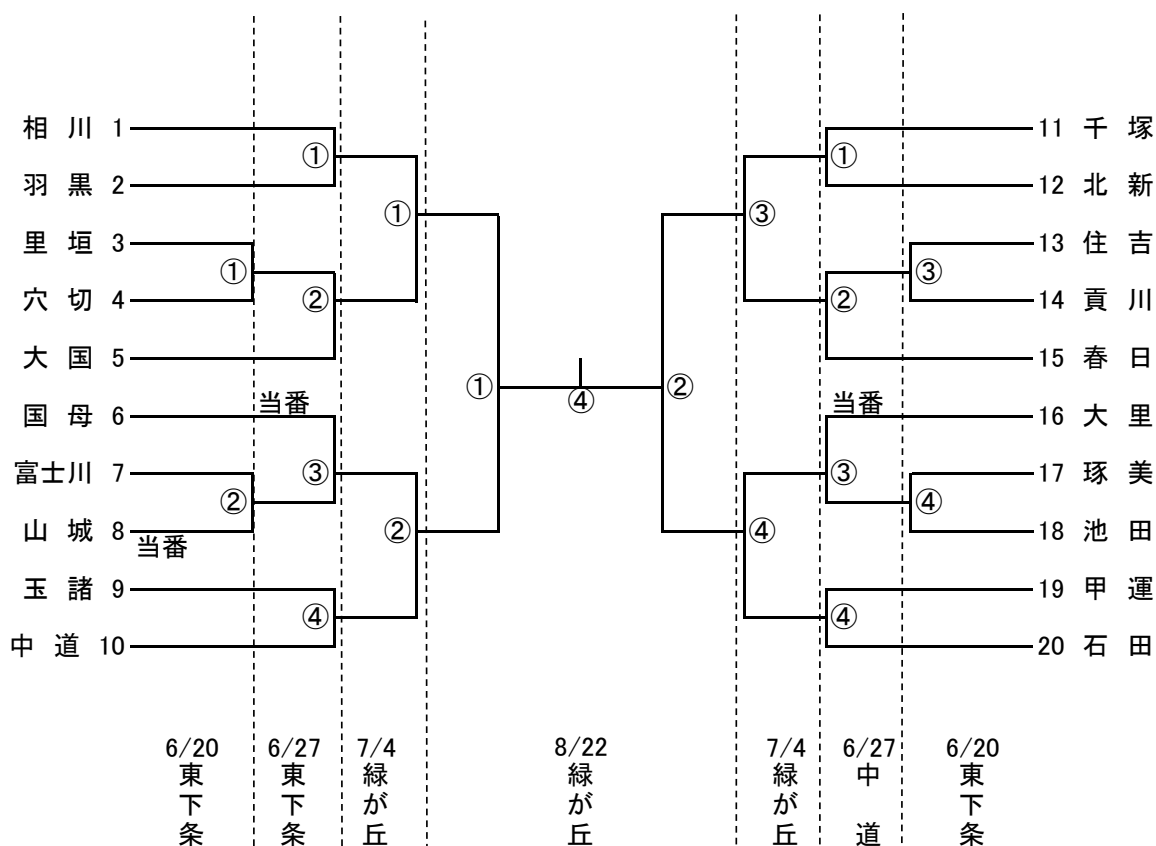 相川 1
①
11 千塚
①
羽黒 2
①
③
12 北新
里垣 3
①
13 住吉
③
穴切 4
②
②
14 貢川
大国 5
①
④
②
15 春日
国母 6
当番
当番
16 大里
富士川 7
③
③
17 琢美
②
④
山城 8
当番
②
④
18 池田
玉諸 9
④
④
19 甲運
中道 10
20 石田
6/20
東下条
6/27
東下条
7/4
緑が丘
8/22
緑が丘
7/4
緑が丘
6/27
中道
6/20
東下条